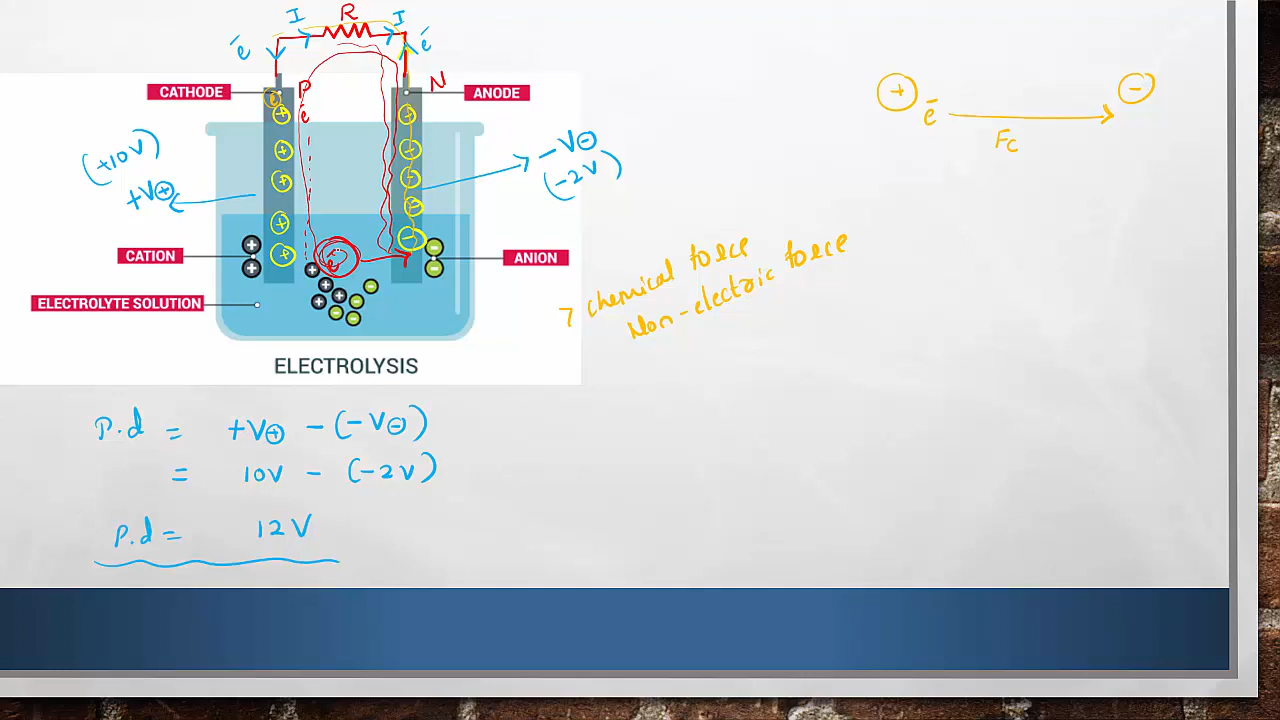 I R I
ē ē
P N
CATHODE ANODE
e
ē
(+10V)
+V⊕
-V⊖
(-2V)
+ ē → -
Fc
CATION ANION
ELECTROLYTE SOLUTION
ē
ELECTROLYSIS
7 chemical force
Non-electric force
P.d = +V⊕ - (-V⊖)
= 10V - (-2V)
P.d = 12V